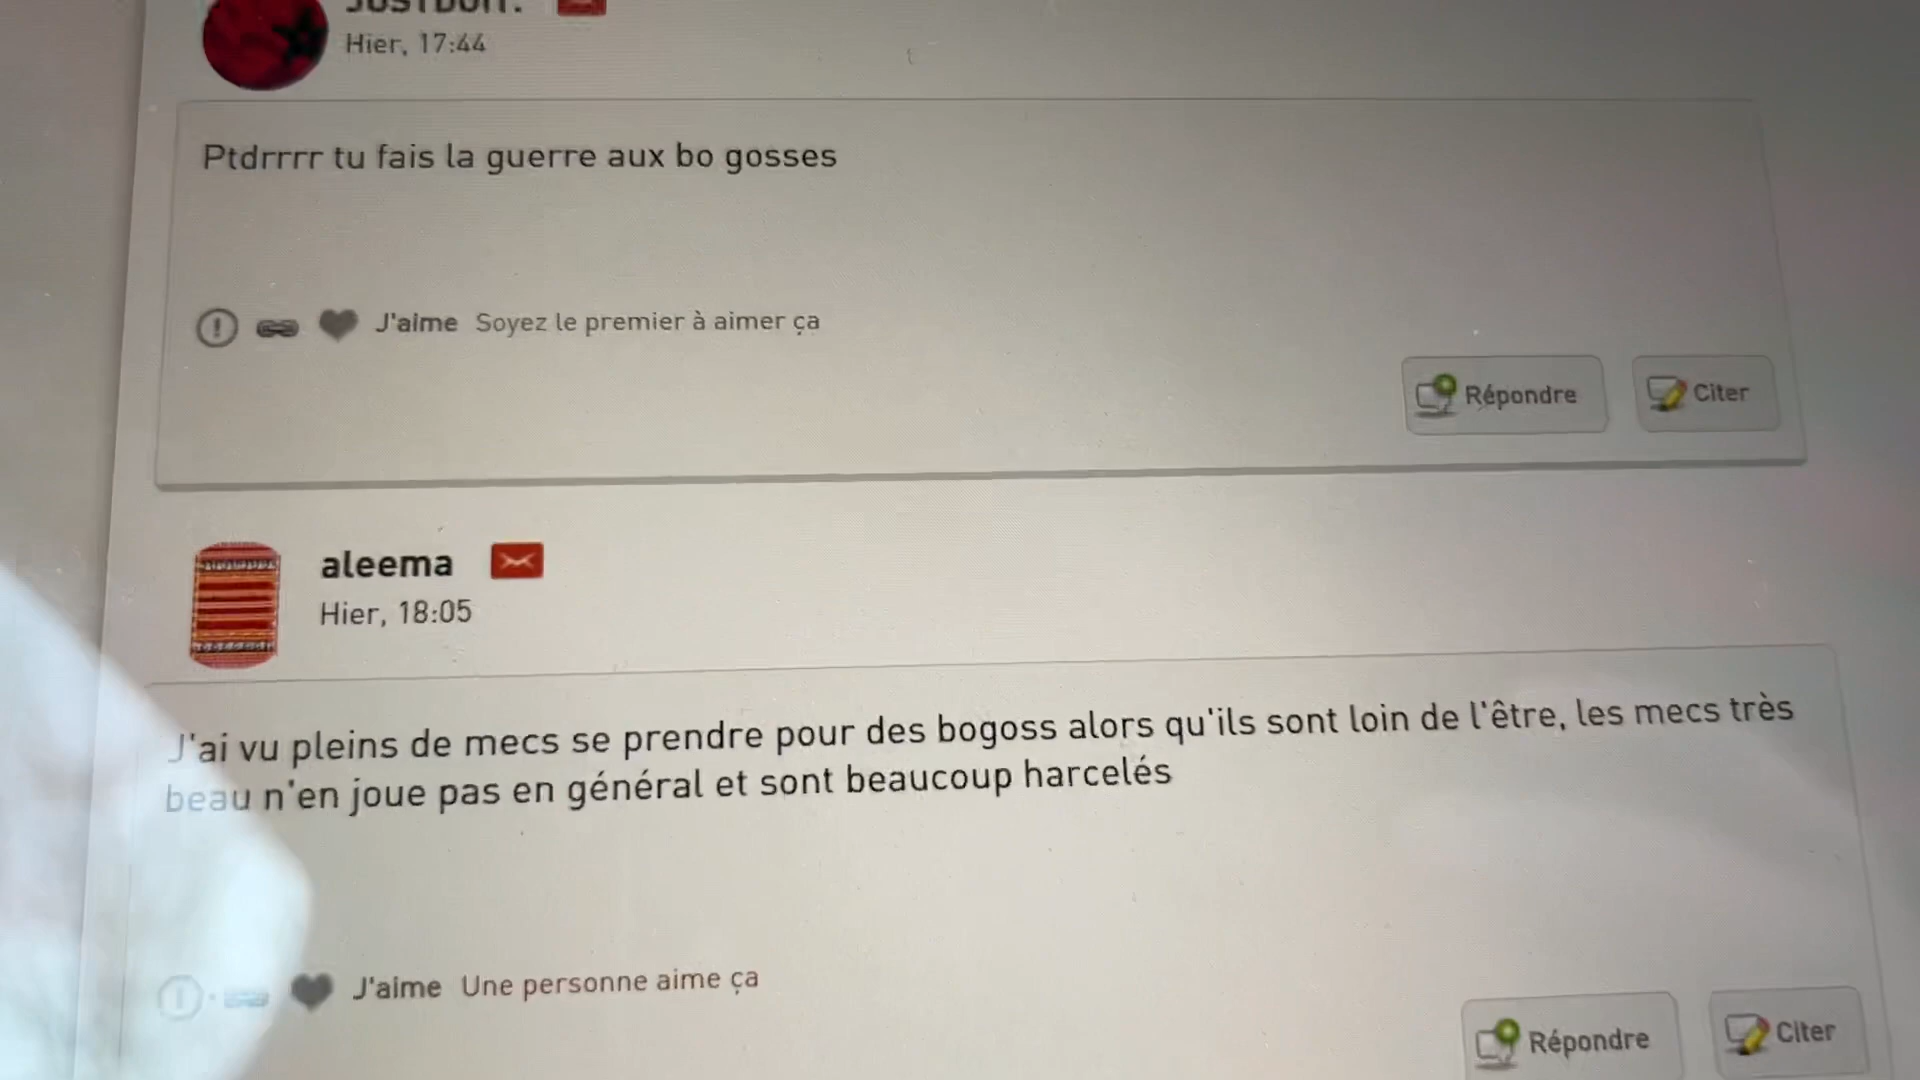 JUSTDOIT.
Hier, 17:44
Ptdrrrr tu fais la guerre aux bo gosses
J'aime Soyez le premier à aimer ça
Répondre Citer
aleema
Hier, 18:05
J'ai vu pleins de mecs se prendre pour des bogoss alors qu'ils sont loin de l'être, les mecs très
beau n'en joue pas en général et sont beaucoup harcelés
J'aime Une personne aime ça
Répondre Citer